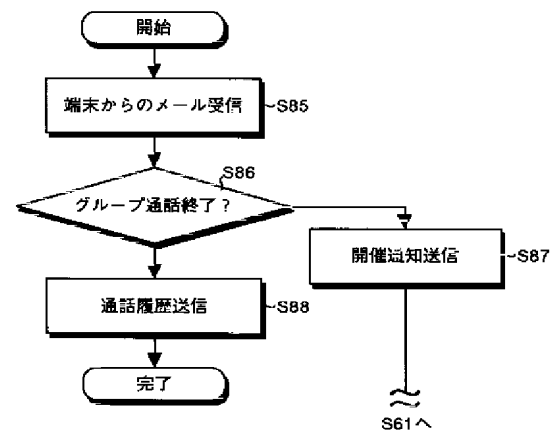 開始
端末からのメール受信
S85
S86
グループ通話終了？
開催通知送信
S87
通話履歴送信
S88
完了
S61へ